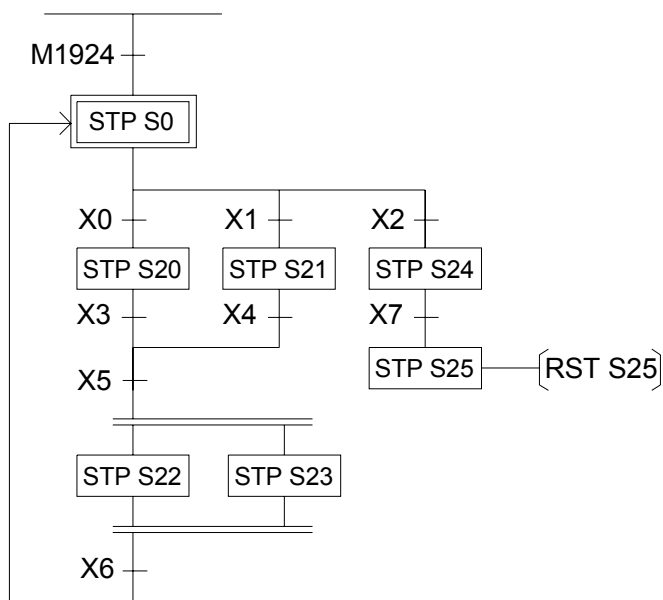 M1924
STP S0
X0 X1 X2
STP S20 STP S21 STP S24
X3 X4 X7
STP S25 RST S25
X5
STP S22 STP S23
X6